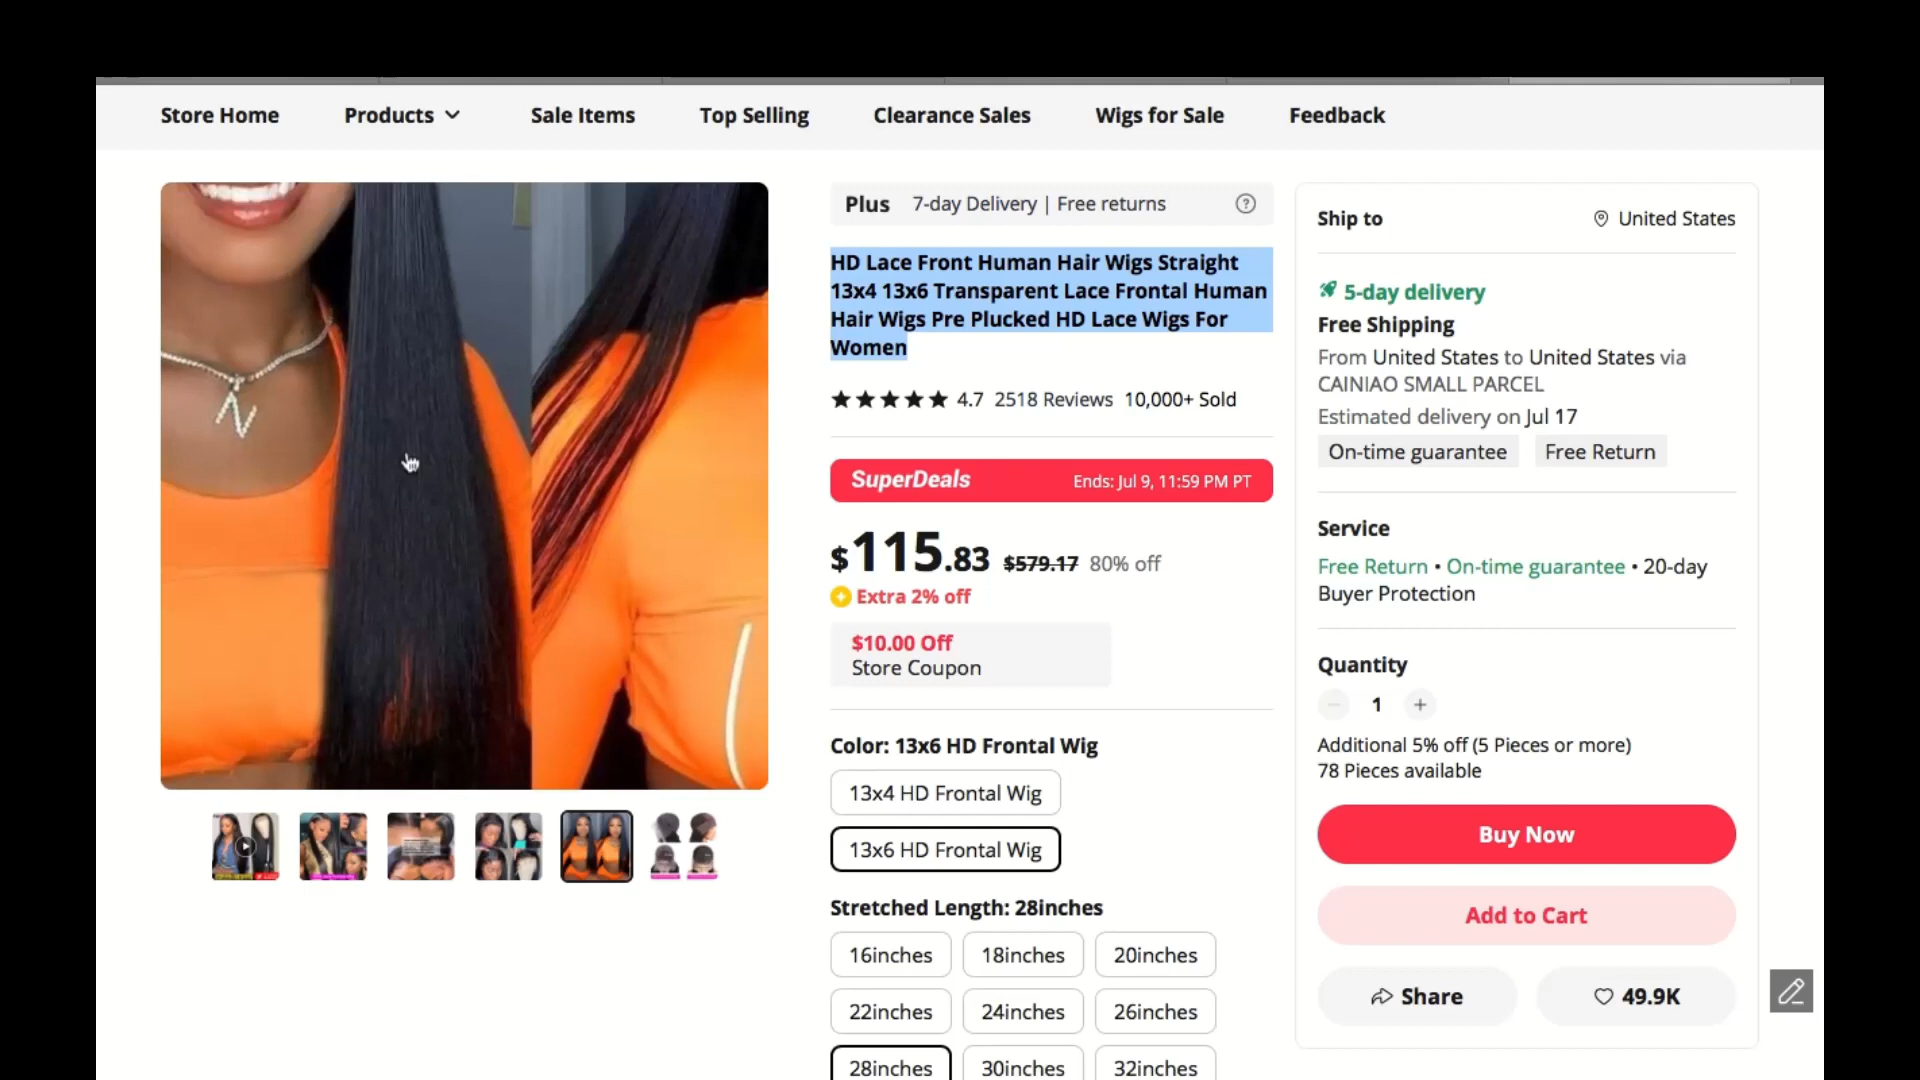 Store Home Products Sale Items Top Selling Clearance Sales Wigs for Sale Feedback
Plus 7-day Delivery | Free returns
HD Lace Front Human Hair Wigs Straight
13x4 13x6 Transparent Lace Frontal Human
Hair Wigs Pre Plucked HD Lace Wigs For
Women
4.7 2518 Reviews 10,000+ Sold
SuperDeals Ends: Jul 9, 11:59 PM PT
$115.83 $579.17 80% off
Extra 2% off
$10.00 Off
Store Coupon
Color: 13x6 HD Frontal Wig
13x4 HD Frontal Wig
13x6 HD Frontal Wig
Stretched Length: 28inches
16inches 18inches 20inches
22inches 24inches 26inches
28inches 30inches 32inches
Ship to United States
5-day delivery
Free Shipping
From United States to United States via
CAINIAO SMALL PARCEL
Estimated delivery on Jul 17
On-time guarantee Free Return
Service
Free Return • On-time guarantee • 20-day
Buyer Protection
Quantity
1
Additional 5% off (5 Pieces or more)
78 Pieces available
Buy Now
Add to Cart
Share 49.9K
N